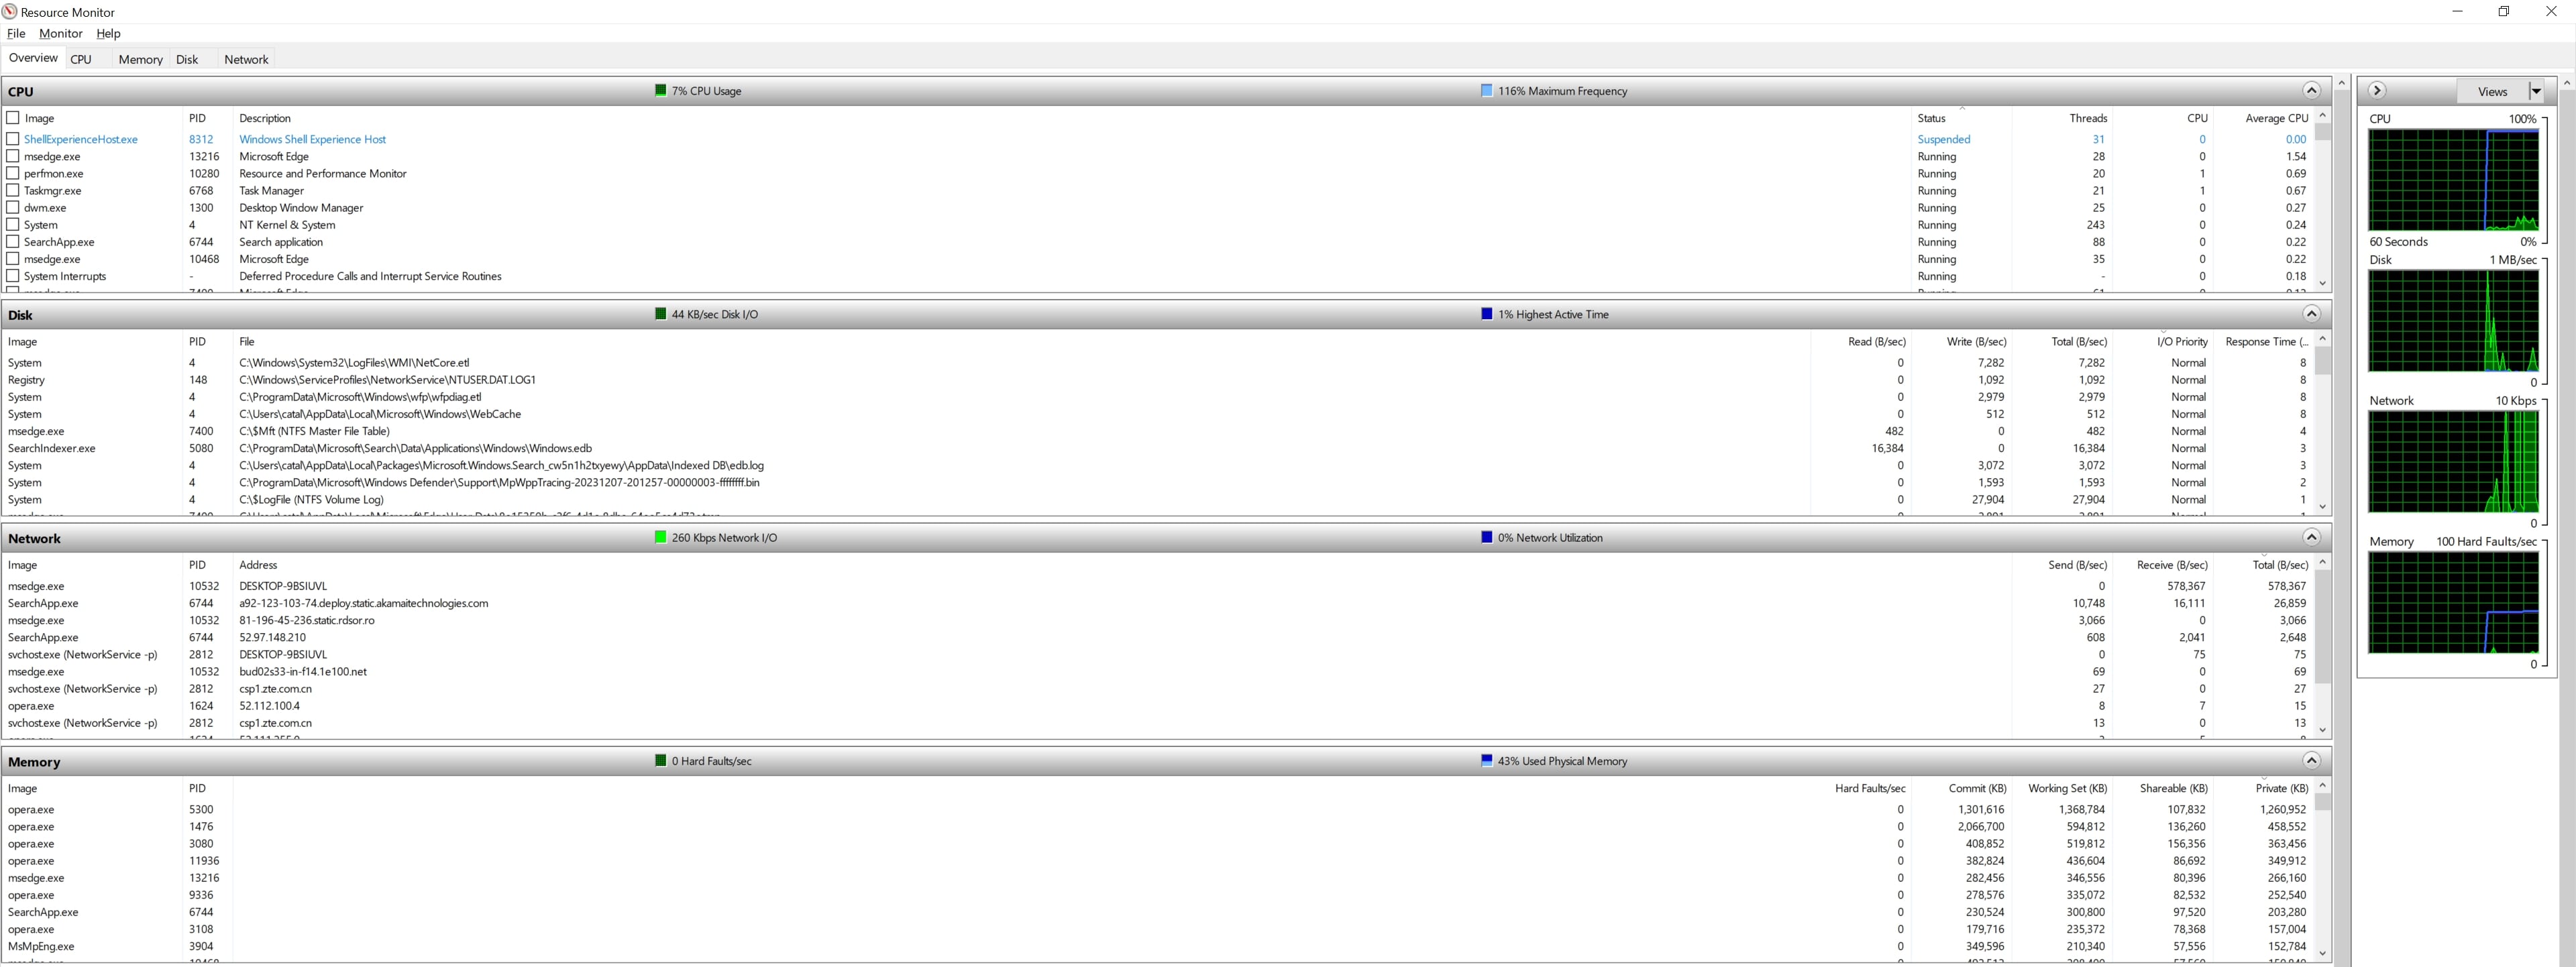 Resource Monitor
File Monitor Help
Overview CPU Memory Disk Network
CPU 7% CPU Usage 116% Maximum Frequency
Image PID Description Status Threads CPU Average CPU
ShellExperienceHost.exe 8312 Windows Shell Experience Host Suspended 31 0 0.00
msedge.exe 13216 Microsoft Edge Running 28 0 1.54
perfmon.exe 10280 Resource and Performance Monitor Running 20 1 0.69
Taskmgr.exe 6768 Task Manager Running 21 1 0.67
dwm.exe 1300 Desktop Window Manager Running 25 0 0.27
System 4 NT Kernel & System Running 243 0 0.24
SearchApp.exe 6744 Search application Running 88 0 0.22
msedge.exe 10468 Microsoft Edge Running 35 0 0.22
System Interrupts - Deferred Procedure Calls and Interrupt Service Routines Running - 0 0.18
Disk 44 KB/sec Disk I/O 1% Highest Active Time
Image PID File Read (B/sec) Write (B/sec) Total (B/sec) I/O Priority Response Time (...
System 4 C:\Windows\System32\LogFiles\WMI\NetCore.etl 0 7,282 7,282 Normal 8
Registry 148 C:\Windows\ServiceProfiles\NetworkService\NTUSER.DAT.LOG1 0 1,092 1,092 Normal 8
System 4 C:\ProgramData\Microsoft\Windows\wfp\wfpdiag.etl 0 2,979 2,979 Normal 8
System 4 C:\Users\catal\AppData\Local\Microsoft\Windows\WebCache 0 512 512 Normal 8
msedge.exe 7400 C:\$Mft (NTFS Master File Table) 482 0 482 Normal 4
SearchIndexer.exe 5080 C:\ProgramData\Microsoft\Search\Data\Applications\Windows\Windows.edb 16,384 0 16,384 Normal 3
System 4 C:\Users\catal\AppData\Local\Packages\Microsoft.Windows.Search_cw5n1h2txyewy\AppData\Indexed DB\edb.log 0 3,072 3,072 Normal 3
System 4 C:\ProgramData\Microsoft\Windows Defender\Support\MpWppTracing-20231207-201257-00000003-ffffffff.bin 0 1,593 1,593 Normal 2
System 4 C:\$LogFile (NTFS Volume Log) 0 27,904 27,904 Normal 1
Network 260 Kbps Network I/O 0% Network Utilization
Image PID Address Send (B/sec) Receive (B/sec) Total (B/sec)
msedge.exe 10532 DESKTOP-9BSIUVL 0 578,367 578,367
SearchApp.exe 6744 a92-123-103-74.deploy.static.akamaitechnologies.com 10,748 16,111 26,859
msedge.exe 10532 81-196-45-236.static.rdsor.ro 3,066 0 3,066
SearchApp.exe 6744 52.97.148.210 608 2,041 2,648
svchost.exe (NetworkService -p) 2812 DESKTOP-9BSIUVL 0 75 75
msedge.exe 10532 bud02s33-in-f14.1e100.net 69 0 69
svchost.exe (NetworkService -p) 2812 csp1.zte.com.cn 27 0 27
opera.exe 1624 52.112.100.4 8 7 15
svchost.exe (NetworkService -p) 2812 csp1.zte.com.cn 13 0 13
Memory 0 Hard Faults/sec 43% Used Physical Memory
Image PID Hard Faults/sec Commit (KB) Working Set (KB) Shareable (KB) Private (KB)
opera.exe 5300 0 1,301,616 1,368,784 107,832 1,260,952
opera.exe 1476 0 2,066,700 594,812 136,260 458,552
opera.exe 3080 0 408,852 519,812 156,356 363,456
opera.exe 11936 0 382,824 436,604 86,692 349,912
msedge.exe 13216 0 282,456 346,556 80,396 266,160
opera.exe 9336 0 278,576 335,072 82,532 252,540
SearchApp.exe 6744 0 230,524 300,800 97,520 203,280
opera.exe 3108 0 179,716 235,372 78,368 157,004
MsMpEng.exe 3904 0 349,596 210,340 57,556 152,784
Views
CPU 100%
60 Seconds 0%
Disk 1 MB/sec
0
Network 10 Kbps
0
Memory 100 Hard Faults/sec
0